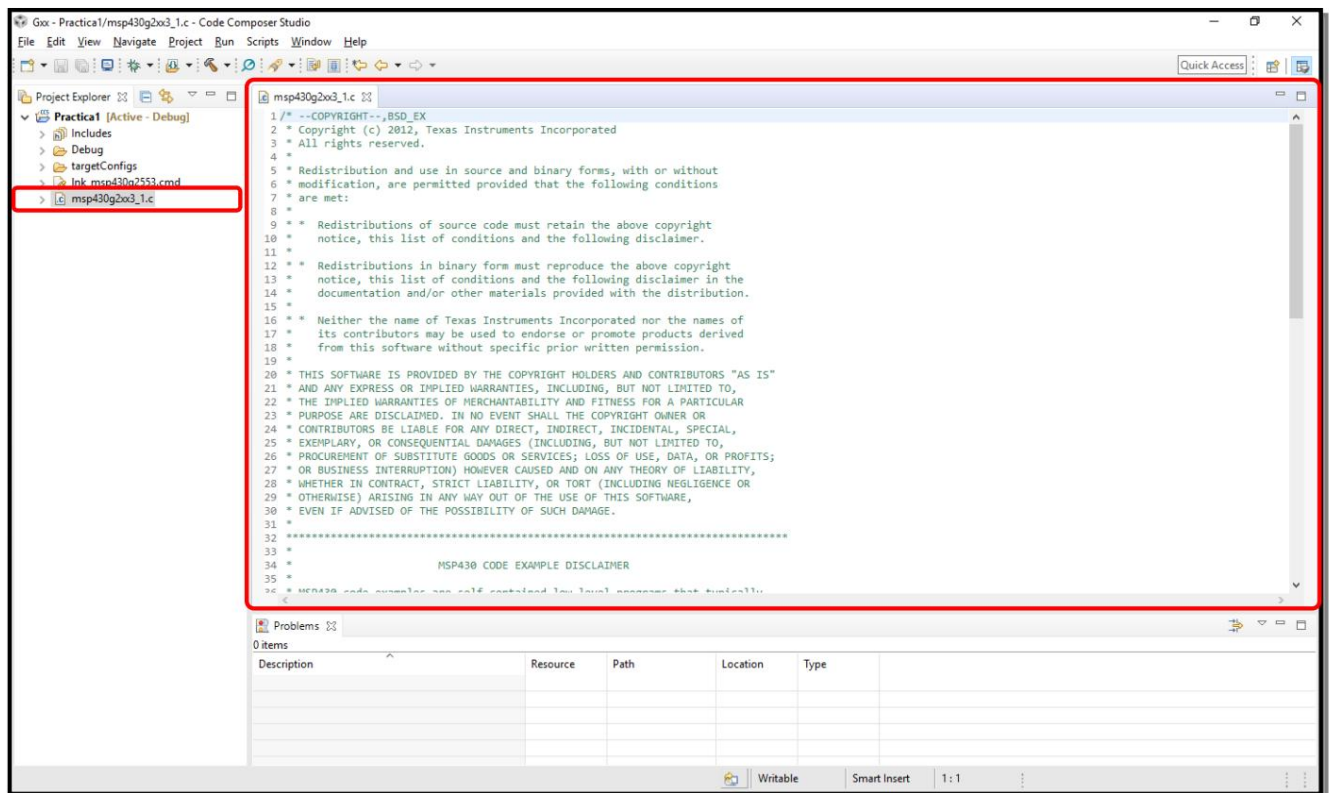 Gxx - Practica1/msp430g2xx3_1.c - Code Composer Studio
File Edit View Navigate Project Run Scripts Window Help
Quick Access
Project Explorer
Practica1 [Active - Debug]
Includes
Debug
targetConfigs
lnk_msp430g2553.cmd
msp430g2xx3_1.c
msp430g2xx3_1.c
1 /* --COPYRIGHT--,BSD_EX
2 * Copyright (c) 2012, Texas Instruments Incorporated
3 * All rights reserved.
4 *
5 * Redistribution and use in source and binary forms, with or without
6 * modification, are permitted provided that the following conditions
7 * are met:
8 *
9 * * Redistributions of source code must retain the above copyright
10 * notice, this list of conditions and the following disclaimer.
11 *
12 * * Redistributions in binary form must reproduce the above copyright
13 * notice, this list of conditions and the following disclaimer in the
14 * documentation and/or other materials provided with the distribution.
15 *
16 * * Neither the name of Texas Instruments Incorporated nor the names of
17 * its contributors may be used to endorse or promote products derived
18 * from this software without specific prior written permission.
19 *
20 * THIS SOFTWARE IS PROVIDED BY THE COPYRIGHT HOLDERS AND CONTRIBUTORS "AS IS"
21 * AND ANY EXPRESS OR IMPLIED WARRANTIES, INCLUDING, BUT NOT LIMITED TO,
22 * THE IMPLIED WARRANTIES OF MERCHANTABILITY AND FITNESS FOR A PARTICULAR
23 * PURPOSE ARE DISCLAIMED. IN NO EVENT SHALL THE COPYRIGHT OWNER OR
24 * CONTRIBUTORS BE LIABLE FOR ANY DIRECT, INDIRECT, INCIDENTAL, SPECIAL,
25 * EXEMPLARY, OR CONSEQUENTIAL DAMAGES (INCLUDING, BUT NOT LIMITED TO,
26 * PROCUREMENT OF SUBSTITUTE GOODS OR SERVICES; LOSS OF USE, DATA, OR PROFITS;
27 * OR BUSINESS INTERRUPTION) HOWEVER CAUSED AND ON ANY THEORY OF LIABILITY,
28 * WHETHER IN CONTRACT, STRICT LIABILITY, OR TORT (INCLUDING NEGLIGENCE OR
29 * OTHERWISE) ARISING IN ANY WAY OUT OF THE USE OF THIS SOFTWARE,
30 * EVEN IF ADVISED OF THE POSSIBILITY OF SUCH DAMAGE.
31 *
32 *******************************************************************************
33 *
34 * MSP430 CODE EXAMPLE DISCLAIMER
35 *
36 * MSP430 code examples are self-contained low-level programs that typically
Problems
0 items
Description Resource Path Location Type
Writable Smart Insert 1 : 1